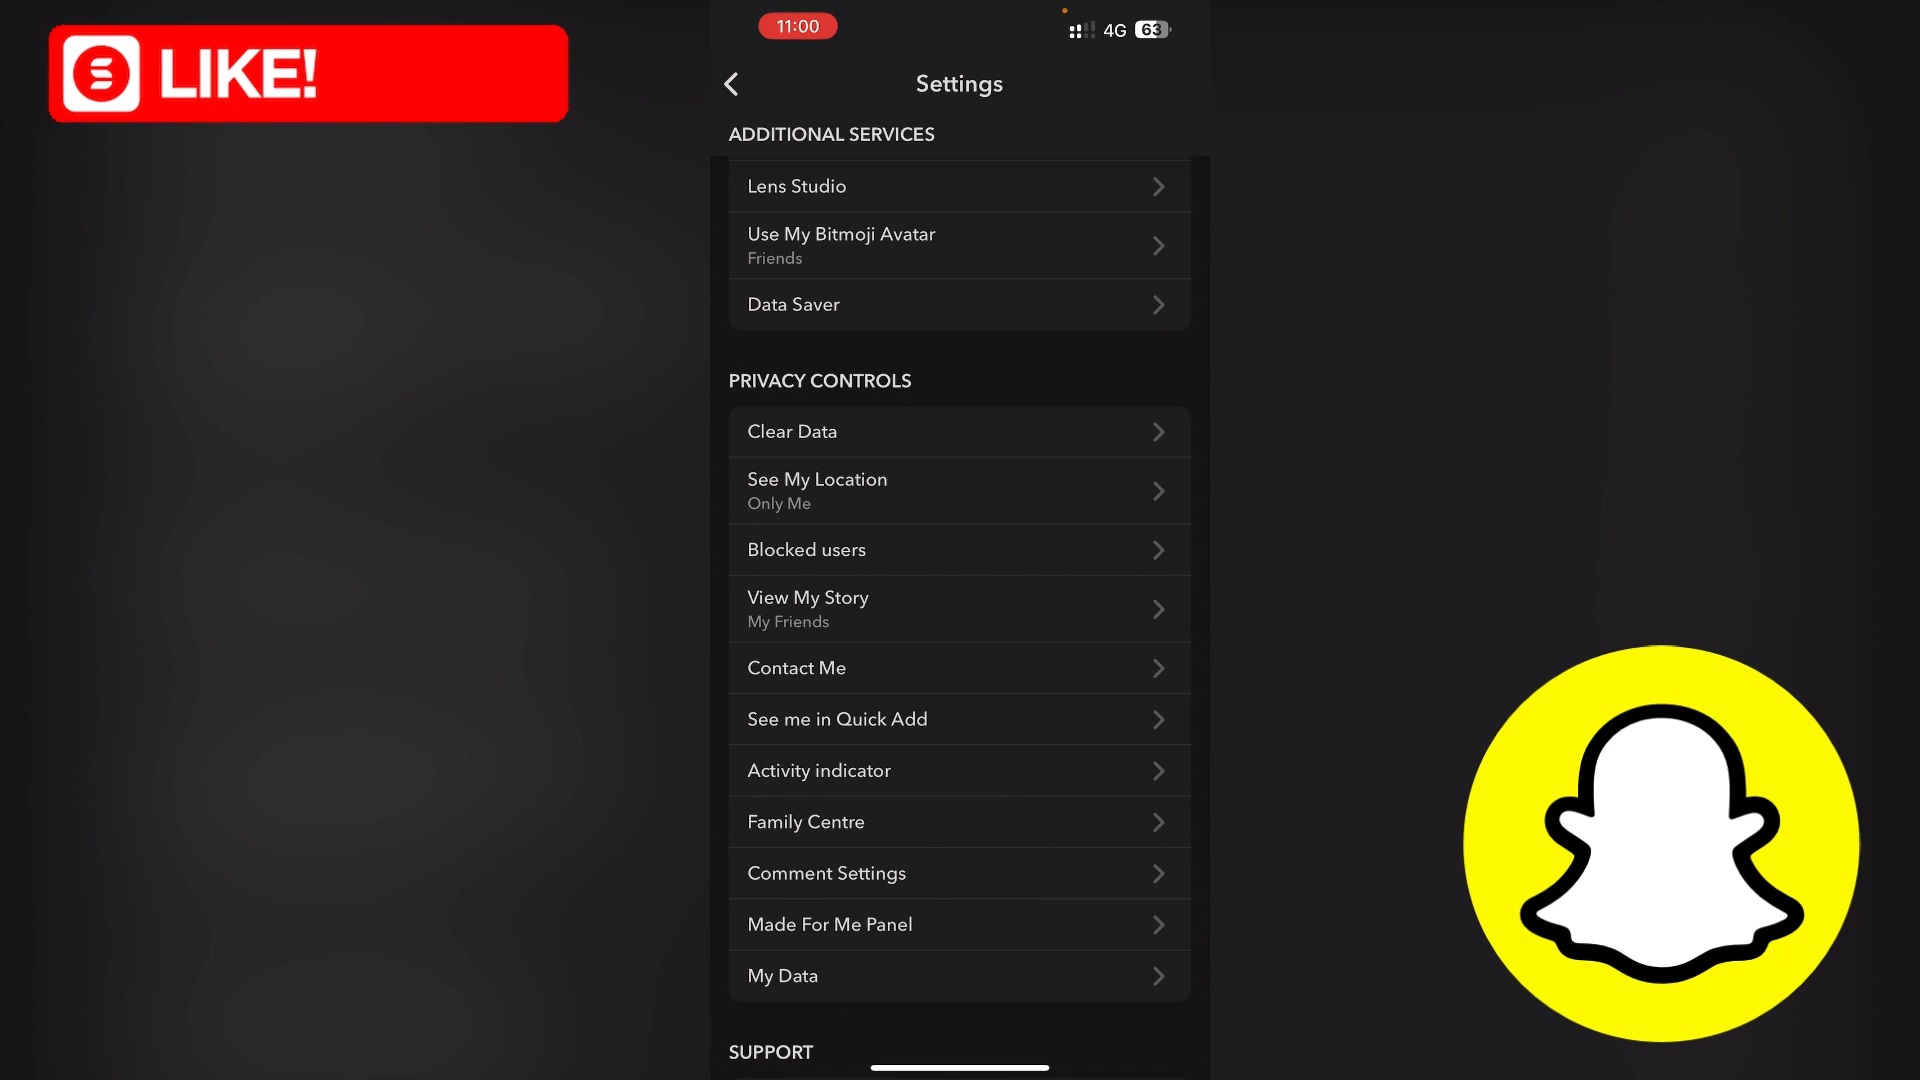 LIKE!
11:00
4G
63
Settings
ADDITIONAL SERVICES
Lens Studio
Use My Bitmoji Avatar
Friends
Data Saver
PRIVACY CONTROLS
Clear Data
See My Location
Only Me
Blocked users
View My Story
My Friends
Contact Me
See me in Quick Add
Activity indicator
Family Centre
Comment Settings
Made For Me Panel
My Data
SUPPORT